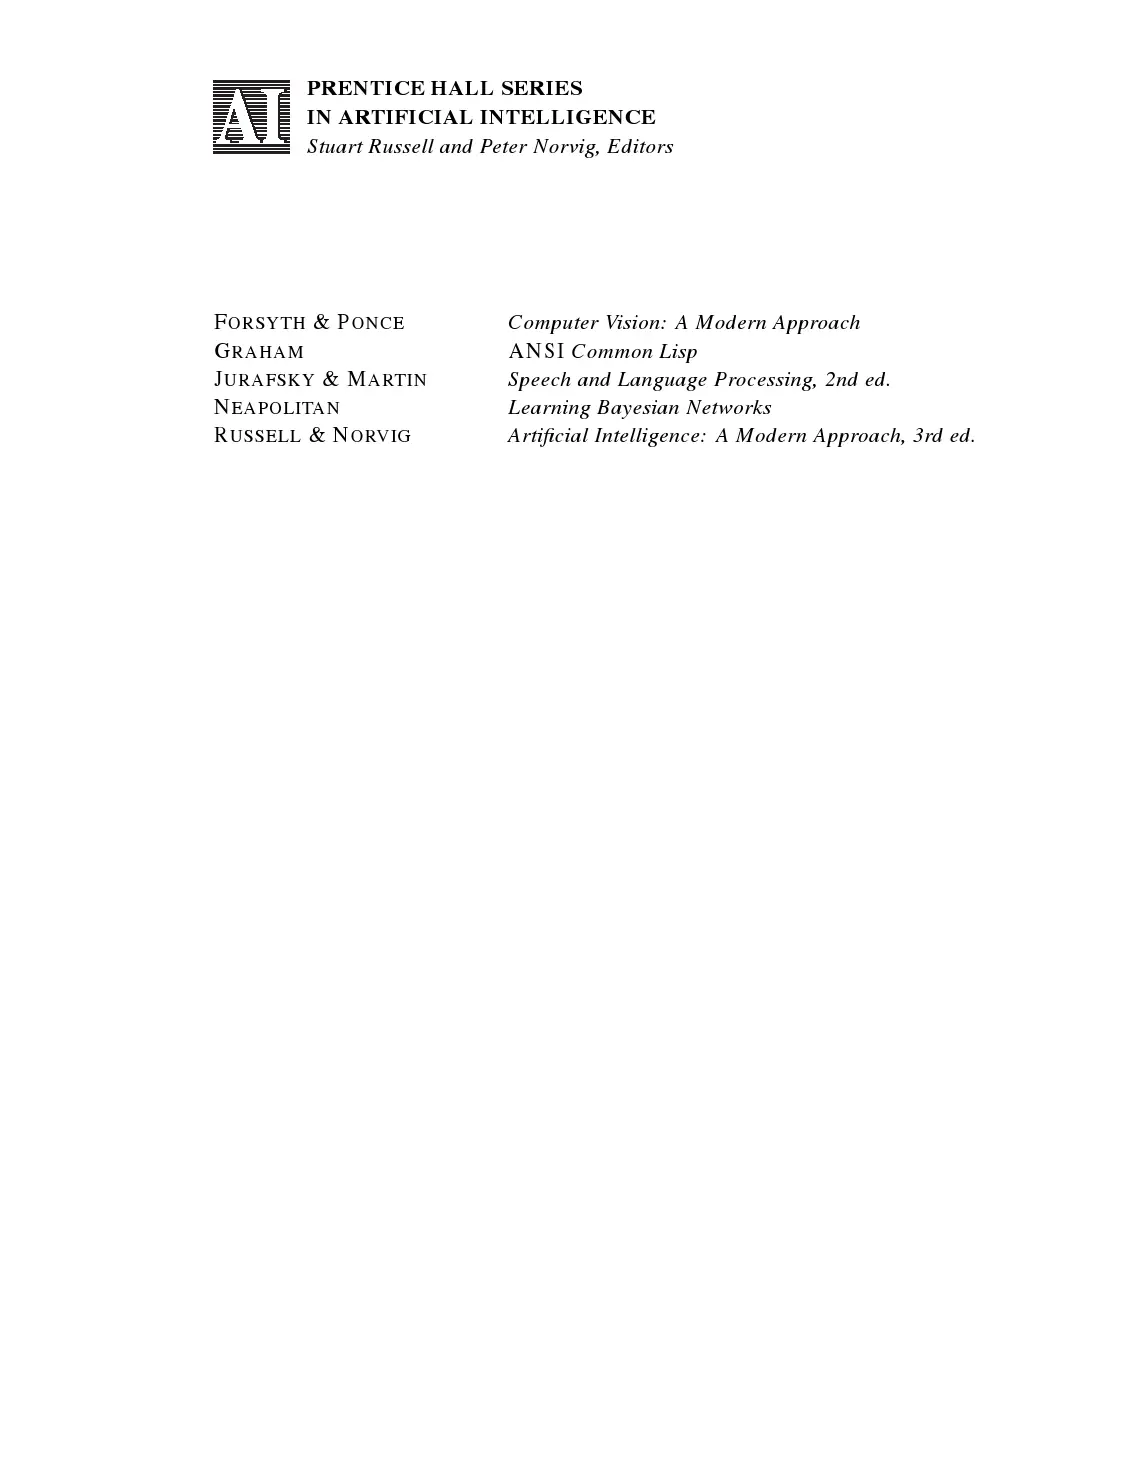 AI
PRENTICE HALL SERIES
IN ARTIFICIAL INTELLIGENCE
Stuart Russell and Peter Norvig, Editors
FORSYTH & PONCE Computer Vision: A Modern Approach
GRAHAM ANSI Common Lisp
JURAFSKY & MARTIN Speech and Language Processing, 2nd ed.
NEAPOLITAN Learning Bayesian Networks
RUSSELL & NORVIG Artificial Intelligence: A Modern Approach, 3rd ed.